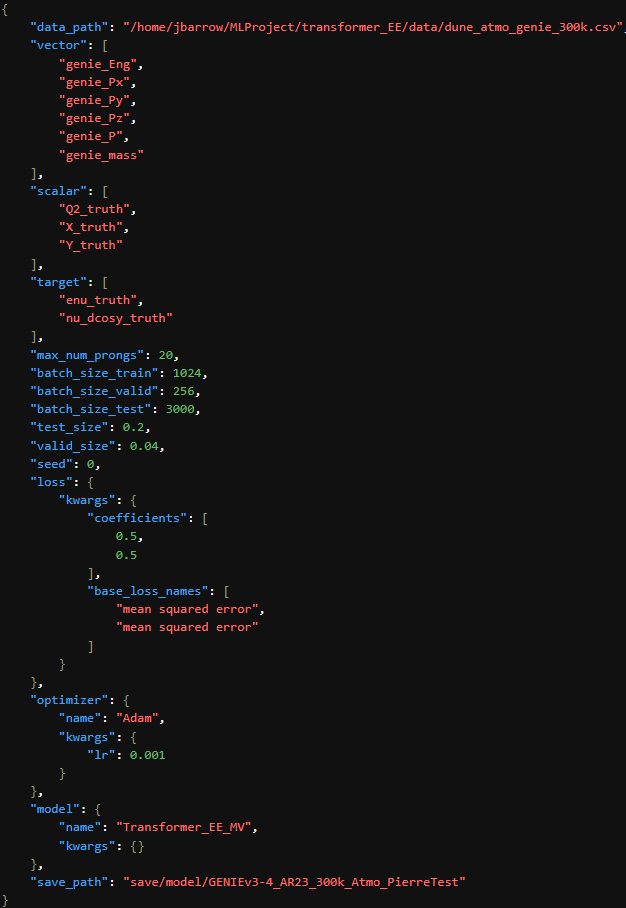 {
    "data_path": "/home/jbarrow/MLProject/transformer_EE/data/dune_atmo_genie_300k.csv",
    "vector": [
        "genie_Eng",
        "genie_Px",
        "genie_Py",
        "genie_Pz",
        "genie_P",
        "genie_mass"
    ],
    "scalar": [
        "Q2_truth",
        "X_truth",
        "Y_truth"
    ],
    "target": [
        "enu_truth",
        "nu_dcosy_truth"
    ],
    "max_num_prongs": 20,
    "batch_size_train": 1024,
    "batch_size_valid": 256,
    "batch_size_test": 3000,
    "test_size": 0.2,
    "valid_size": 0.04,
    "seed": 0,
    "loss": {
        "kwargs": {
            "coefficients": [
                0.5,
                0.5
            ],
            "base_loss_names": [
                "mean squared error",
                "mean squared error"
            ]
        }
    },
    "optimizer": {
        "name": "Adam",
        "kwargs": {
            "lr": 0.001
        }
    },
    "model": {
        "name": "Transformer_EE_MV",
        "kwargs": {}
    },
    "save_path": "save/model/GENIEv3-4_AR23_300k_Atmo_PierreTest"
}